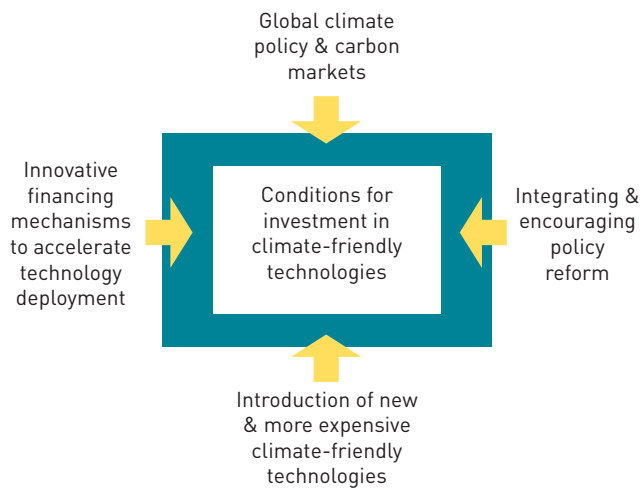 Global climate
policy & carbon
markets
Innovative
financing
mechanisms
to accelerate
technology
deployment
Conditions for
investment in
climate-friendly
technologies
Integrating &
encouraging
policy
reform
Introduction of new
& more expensive
climate-friendly
technologies